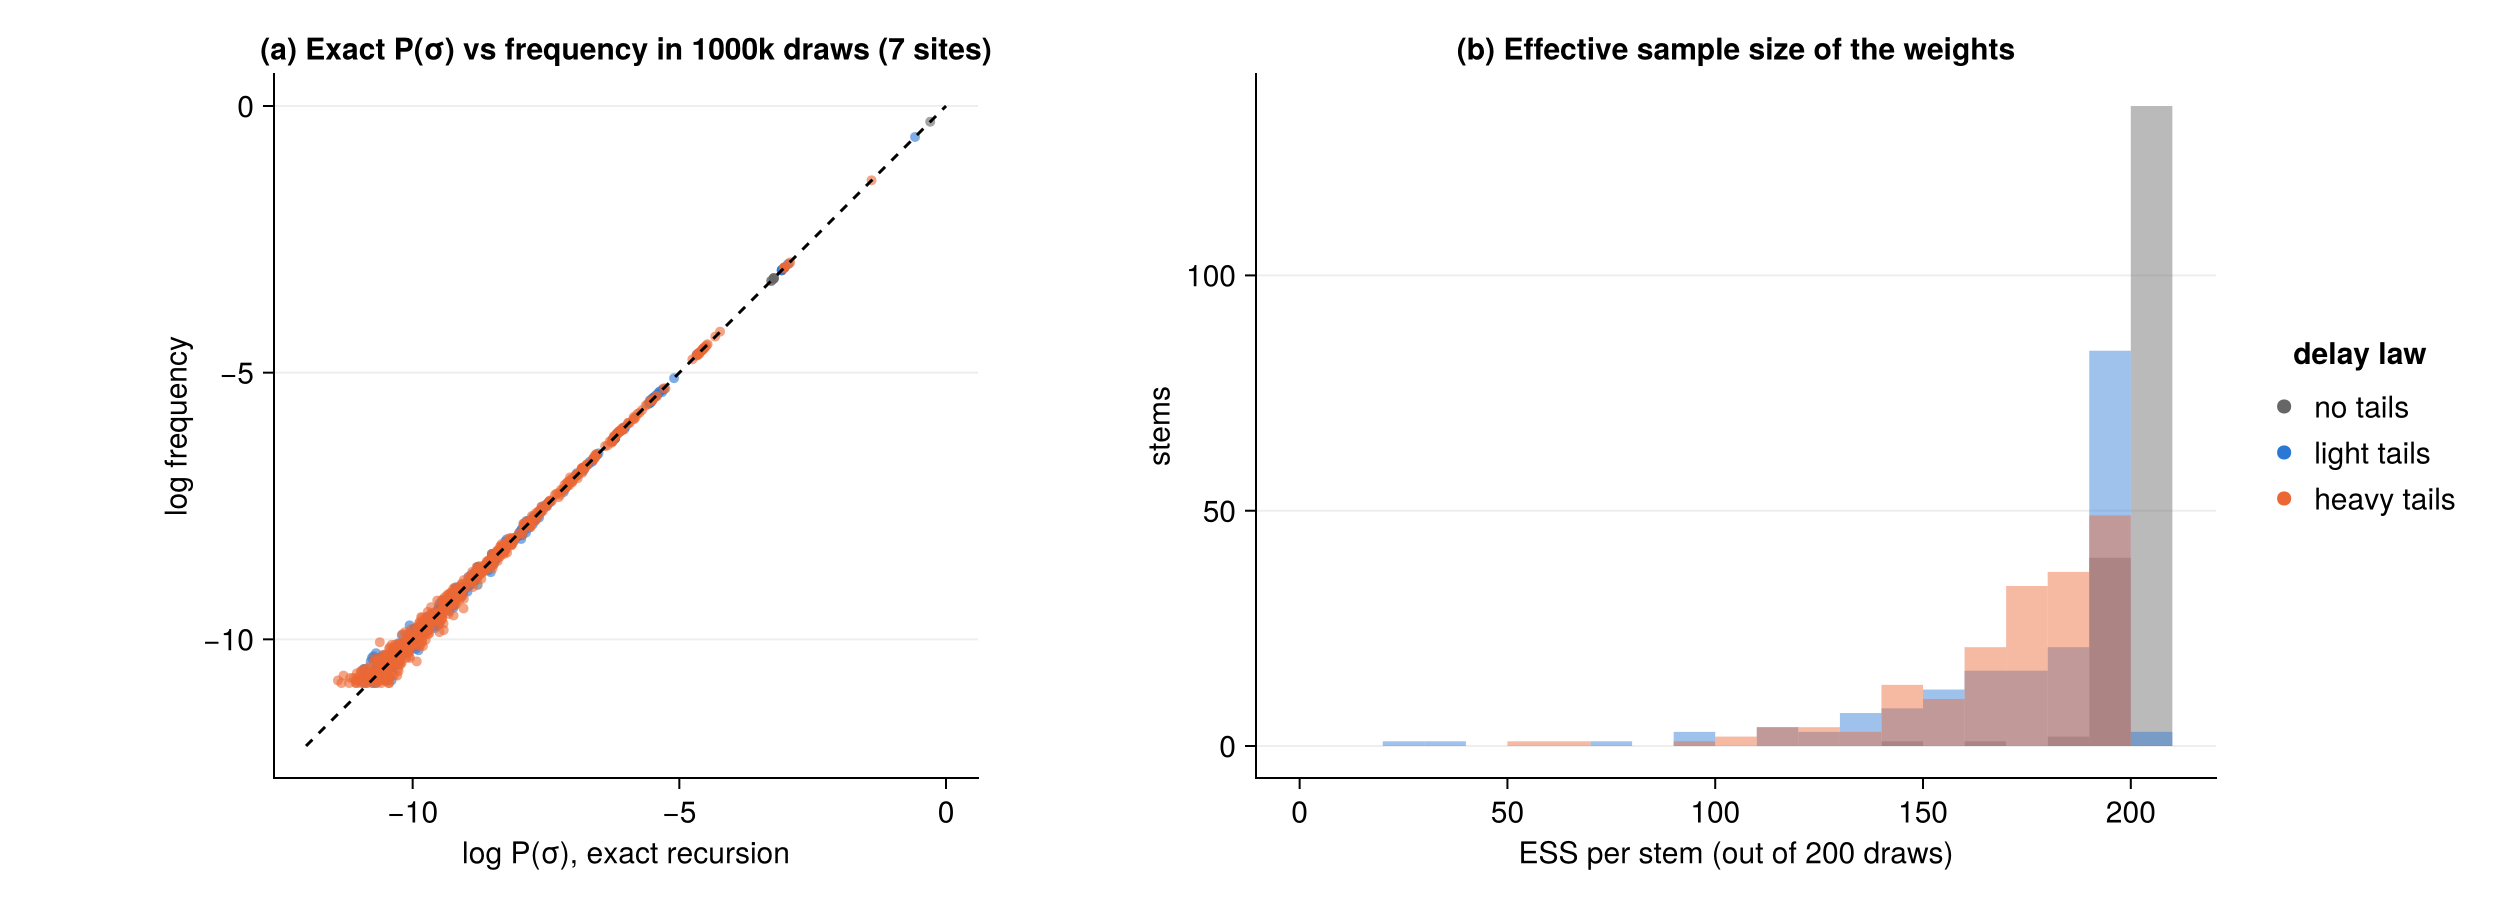 (a) Exact P(σ) vs frequency in 1000k draws (7 sites)
0
−5
−10
log frequency
−10
−5
0
log P(σ), exact recursion
(b) Effective sample size of the weights
100
50
0
stems
0
50
100
150
200
ESS per stem (out of 200 draws)
delay law
no tails
light tails
heavy tails